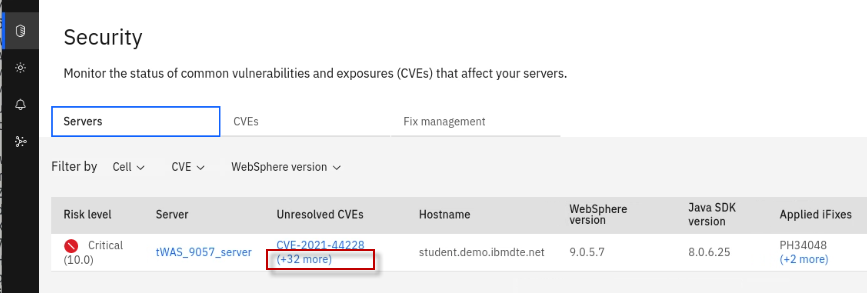 Security
Monitor the status of common vulnerabilities and exposures (CVEs) that affect your servers.
Servers CVEs Fix management
Filter by Cell CVE WebSphere version
Risk level Server Unresolved CVEs Hostname WebSphere version Java SDK version Applied iFixes
Critical (10.0) tWAS_9057_server CVE-2021-44228 (+32 more) student.demo.ibmdte.net 9.0.5.7 8.0.6.25 PH34048 (+2 more)